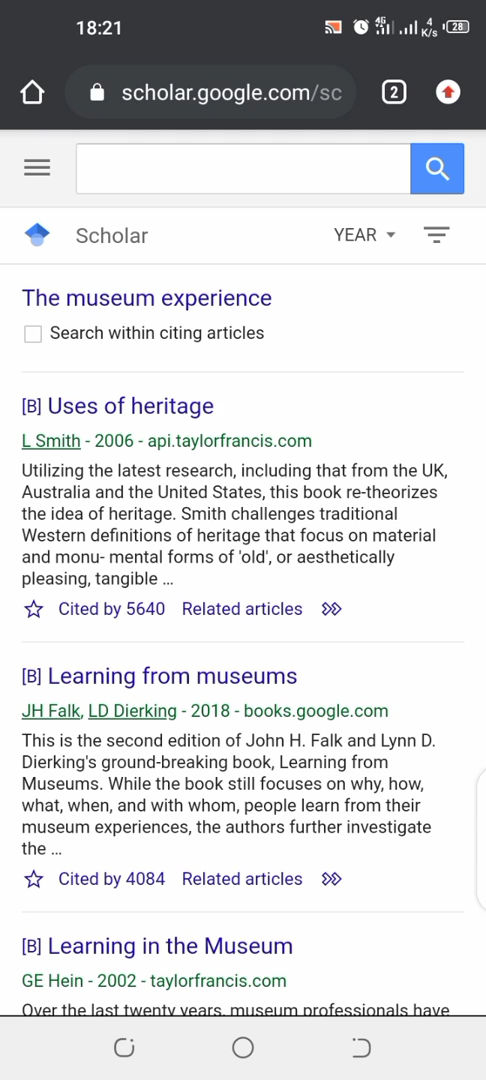 18:21
4G
4
K/s
28
scholar.google.com/sc
2
Scholar
YEAR
The museum experience
Search within citing articles
[B] Uses of heritage
L Smith - 2006 - api.taylorfrancis.com
Utilizing the latest research, including that from the UK,
Australia and the United States, this book re-theorizes
the idea of heritage. Smith challenges traditional
Western definitions of heritage that focus on material
and monu- mental forms of 'old', or aesthetically
pleasing, tangible ...
Cited by 5640 Related articles
[B] Learning from museums
JH Falk, LD Dierking - 2018 - books.google.com
This is the second edition of John H. Falk and Lynn D.
Dierking's ground-breaking book, Learning from
Museums. While the book still focuses on why, how,
what, when, and with whom, people learn from their
museum experiences, the authors further investigate
the ...
Cited by 4084 Related articles
[B] Learning in the Museum
GE Hein - 2002 - taylorfrancis.com
Over the last twenty years, museum professionals have